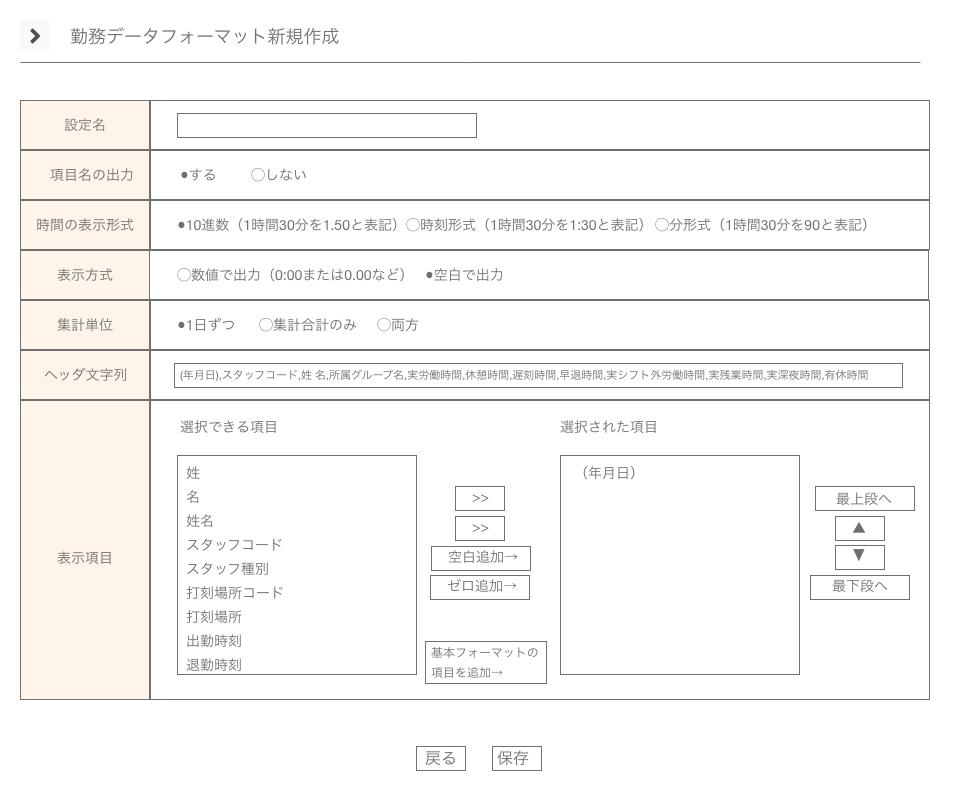 勤務データフォーマット新規作成
設定名
項目名の出力 ●する ◯しない
時間の表示形式 ●10進数（1時間30分を1.50と表記）◯時刻形式（1時間30分を1:30と表記）◯分形式（1時間30分を90と表記）
表示方式 ◯数値で出力（0:00または0.00など） ●空白で出力
集計単位 ●1日ずつ ◯集計合計のみ ◯両方
ヘッダ文字列 (年月日),スタッフコード,姓 名,所属グループ名,実労働時間,休憩時間,遅刻時間,早退時間,実シフト外労働時間,実残業時間,実深夜時間,有休時間
表示項目
選択できる項目
姓
名
姓名
スタッフコード
スタッフ種別
打刻場所コード
打刻場所
出勤時刻
退勤時刻
>>
>>
空白追加→
ゼロ追加→
基本フォーマットの
項目を追加→
選択された項目
（年月日）
最上段へ
▲
▼
最下段へ
戻る 保存